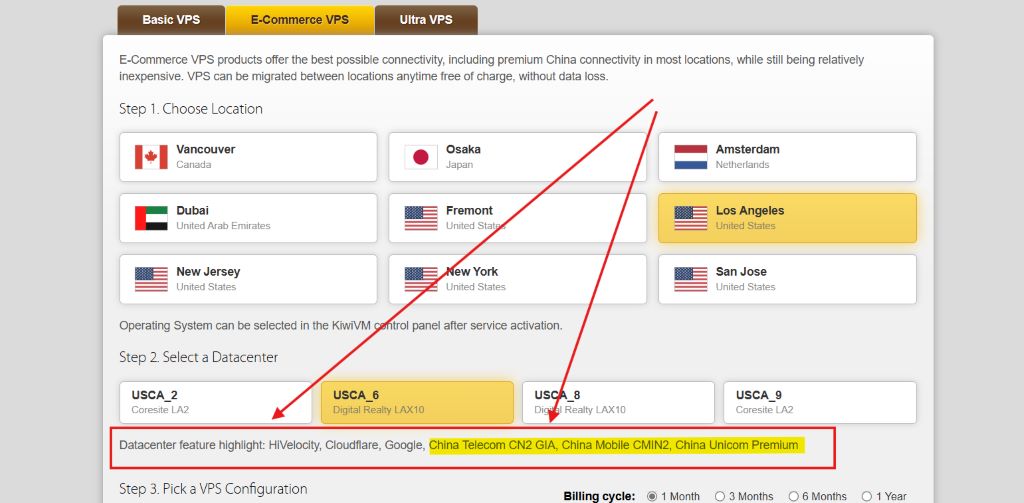 Basic VPS
E-Commerce VPS
Ultra VPS
E-Commerce VPS products offer the best possible connectivity, including premium China connectivity in most locations, while still being relatively
inexpensive. VPS can be migrated between locations anytime free of charge, without data loss.
Step 1. Choose Location
Vancouver
Canada
Osaka
Japan
Amsterdam
Netherlands
Dubai
United Arab Emirates
Fremont
United States
Los Angeles
United States
New Jersey
United States
New York
United States
San Jose
United States
Operating System can be selected in the KiwiVM control panel after service activation.
Step 2. Select a Datacenter
USCA_2
Coresite LA2
USCA_6
Digital Realty LAX10
USCA_8
Digital Realty LAX10
USCA_9
Coresite LA2
Datacenter feature highlight: HiVelocity, Cloudflare, Google, China Telecom CN2 GIA, China Mobile CMIN2, China Unicom Premium
Step 3. Pick a VPS Configuration
Billing cycle: 1 Month 3 Months 6 Months 1 Year